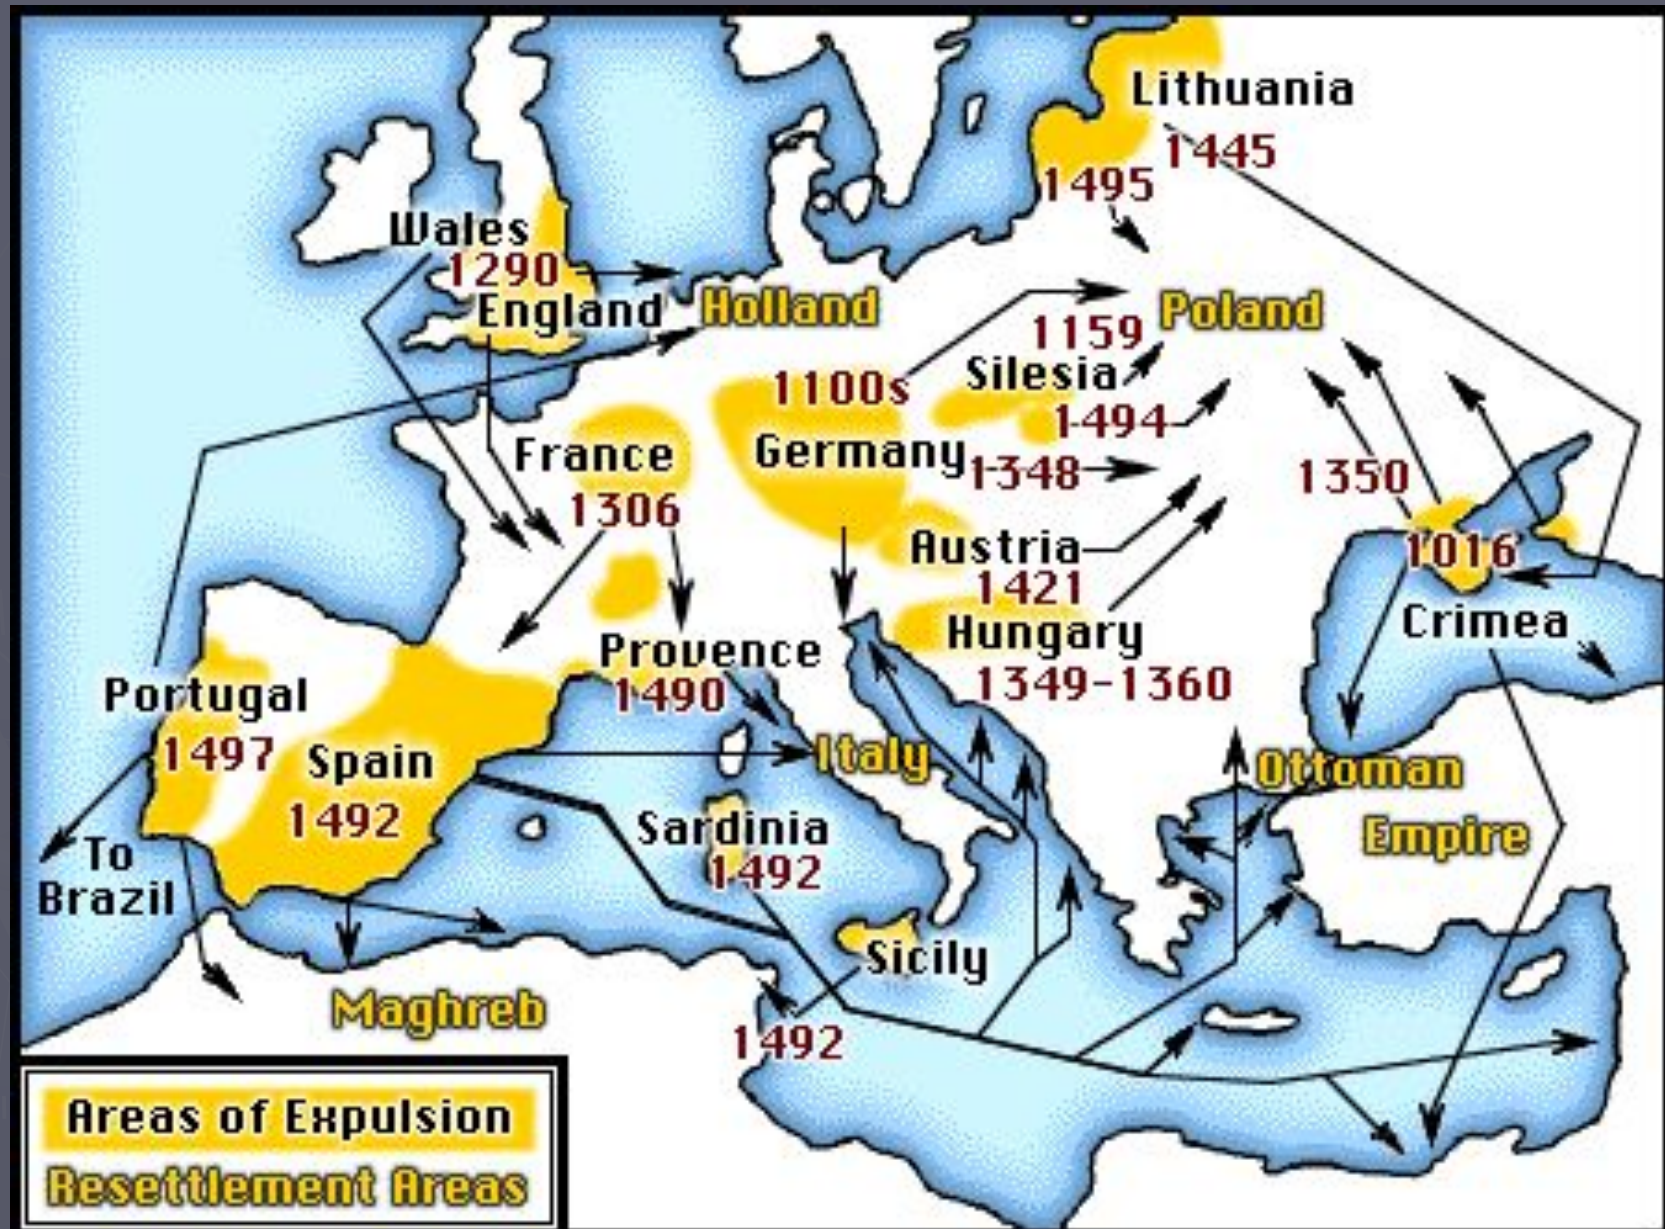 Lithuania
1445
1495
Wales
1290
England
Holland
Poland
1159
Silesia
1100s
1494
France
Germany
1348
1350
1306
Austria
1016
1421
Crimea
Hungary
Provence
1349-1360
Portugal
1490
1497
Spain
Italy
Ottoman
Empire
1492
Sardinia
1492
To
Brazil
Sicily
Maghreb
1492
Areas of Expulsion
Resettlement Areas